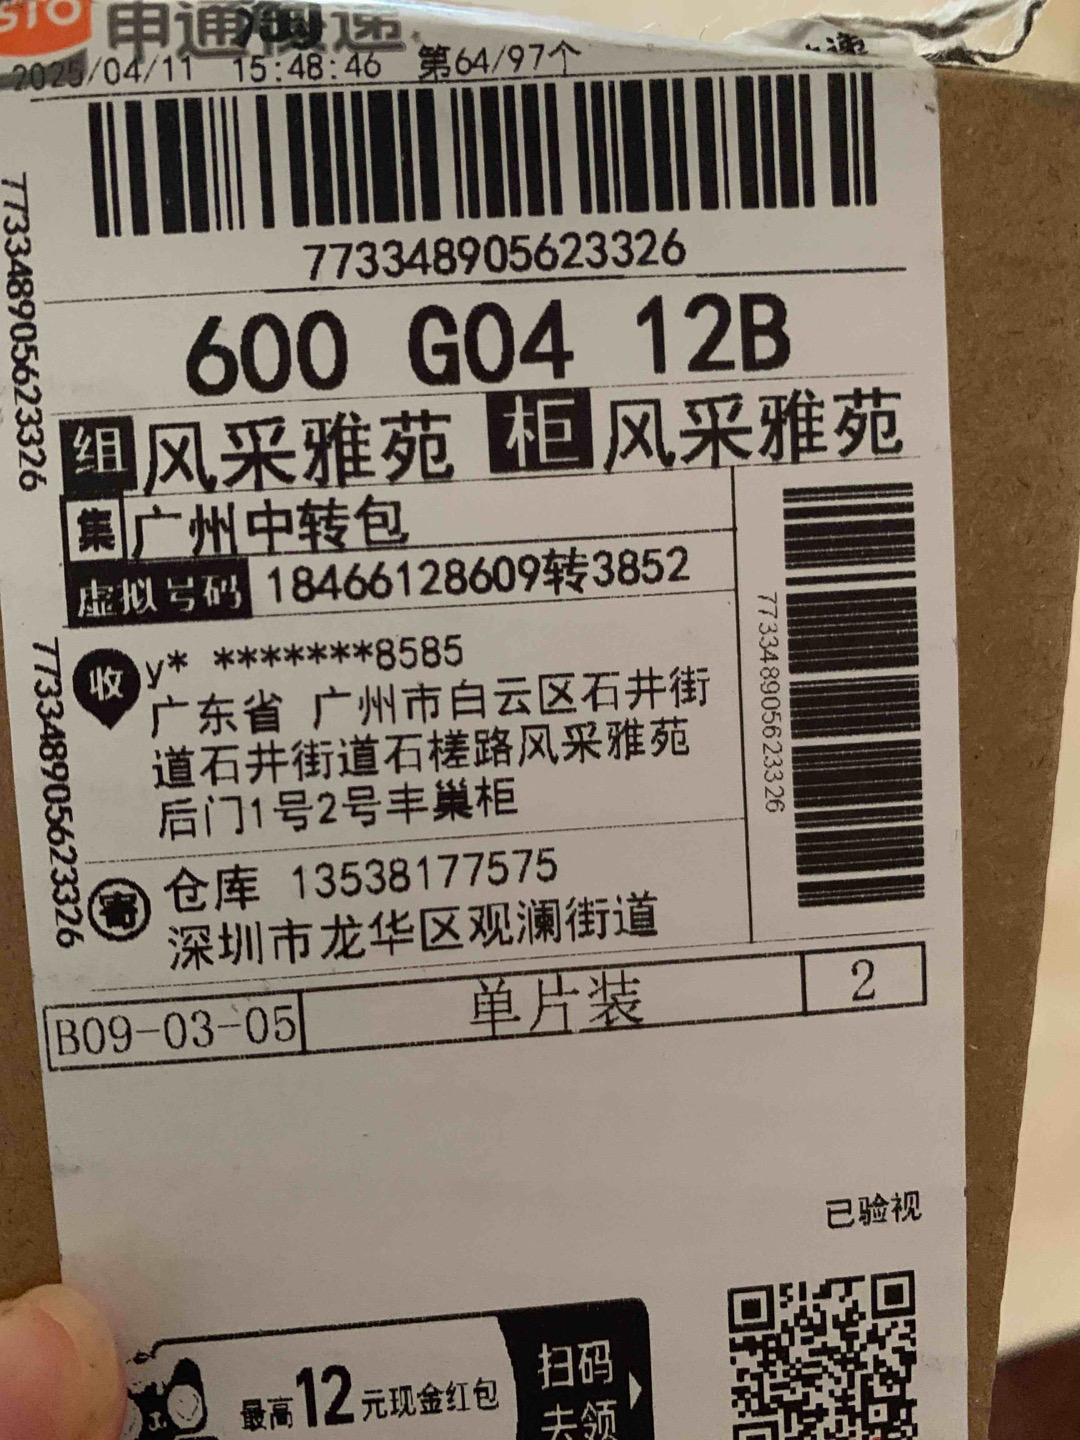 STO 申通快递
2025/04/11 15:48:46 第64/97个
773348905623326
773348905623326
600 G04 12B
组 风采雅苑 柜 风采雅苑
集 广州中转包
虚拟号码 18466128609转3852
773348905623326
773348905623326
收 y* *******8585
广东省 广州市白云区石井街
道石井街道石槎路风采雅苑
后门1号2号丰巢柜
寄 仓库 13538177575
深圳市龙华区观澜街道
B09-03-05 单片装 2
已验视
最高12元现金红包
扫码
去领